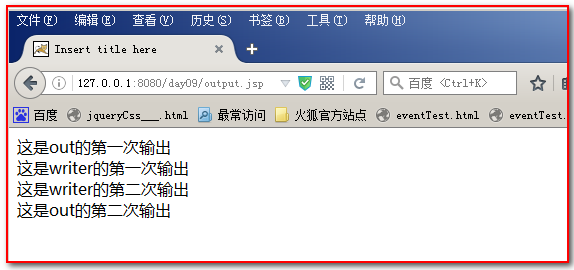 文件(F) 编辑(E) 查看(V) 历史(S) 书签(B) 工具(T) 帮助(H)
Insert title here
127.0.0.1:8080/day09/output.jsp 百度 <Ctrl+K>
百度 jqueryCss___.html 最常访问 火狐官方站点 eventTest.html eventTest.htm
这是out的第一次输出
这是writer的第一次输出
这是writer的第二次输出
这是out的第二次输出